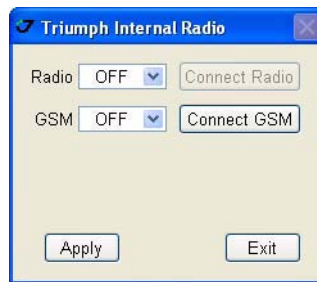 Triumph Internal Radio
Radio OFF Connect Radio
GSM OFF Connect GSM
Apply Exit